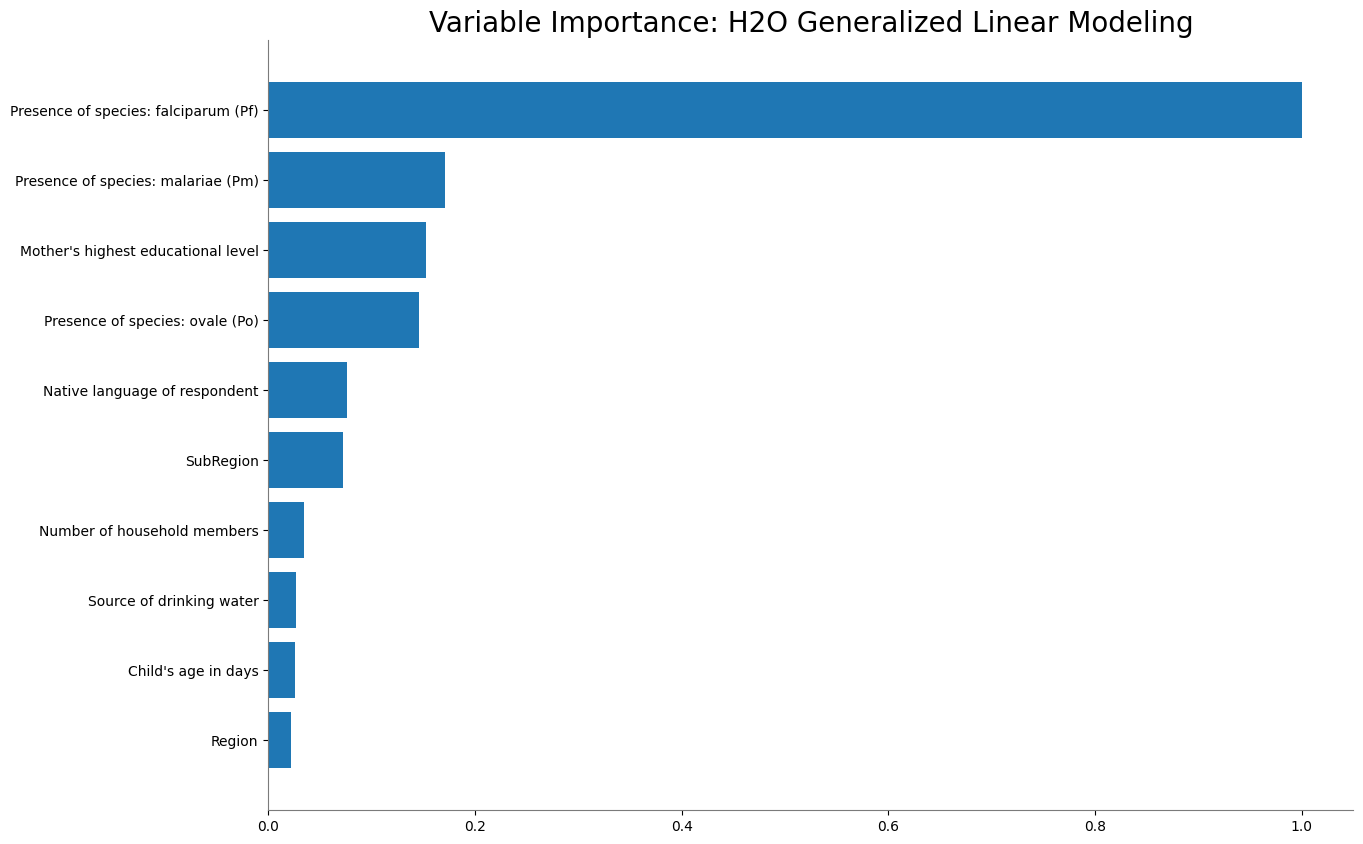 Variable Importance: H2O Generalized Linear Modeling
Presence of species: falciparum (Pf)
Presence of species: malariae (Pm)
Mother's highest educational level
Presence of species: ovale (Po)
Native language of respondent
SubRegion
Number of household members
Source of drinking water
Child's age in days
Region
0.0 0.2 0.4 0.6 0.8 1.0